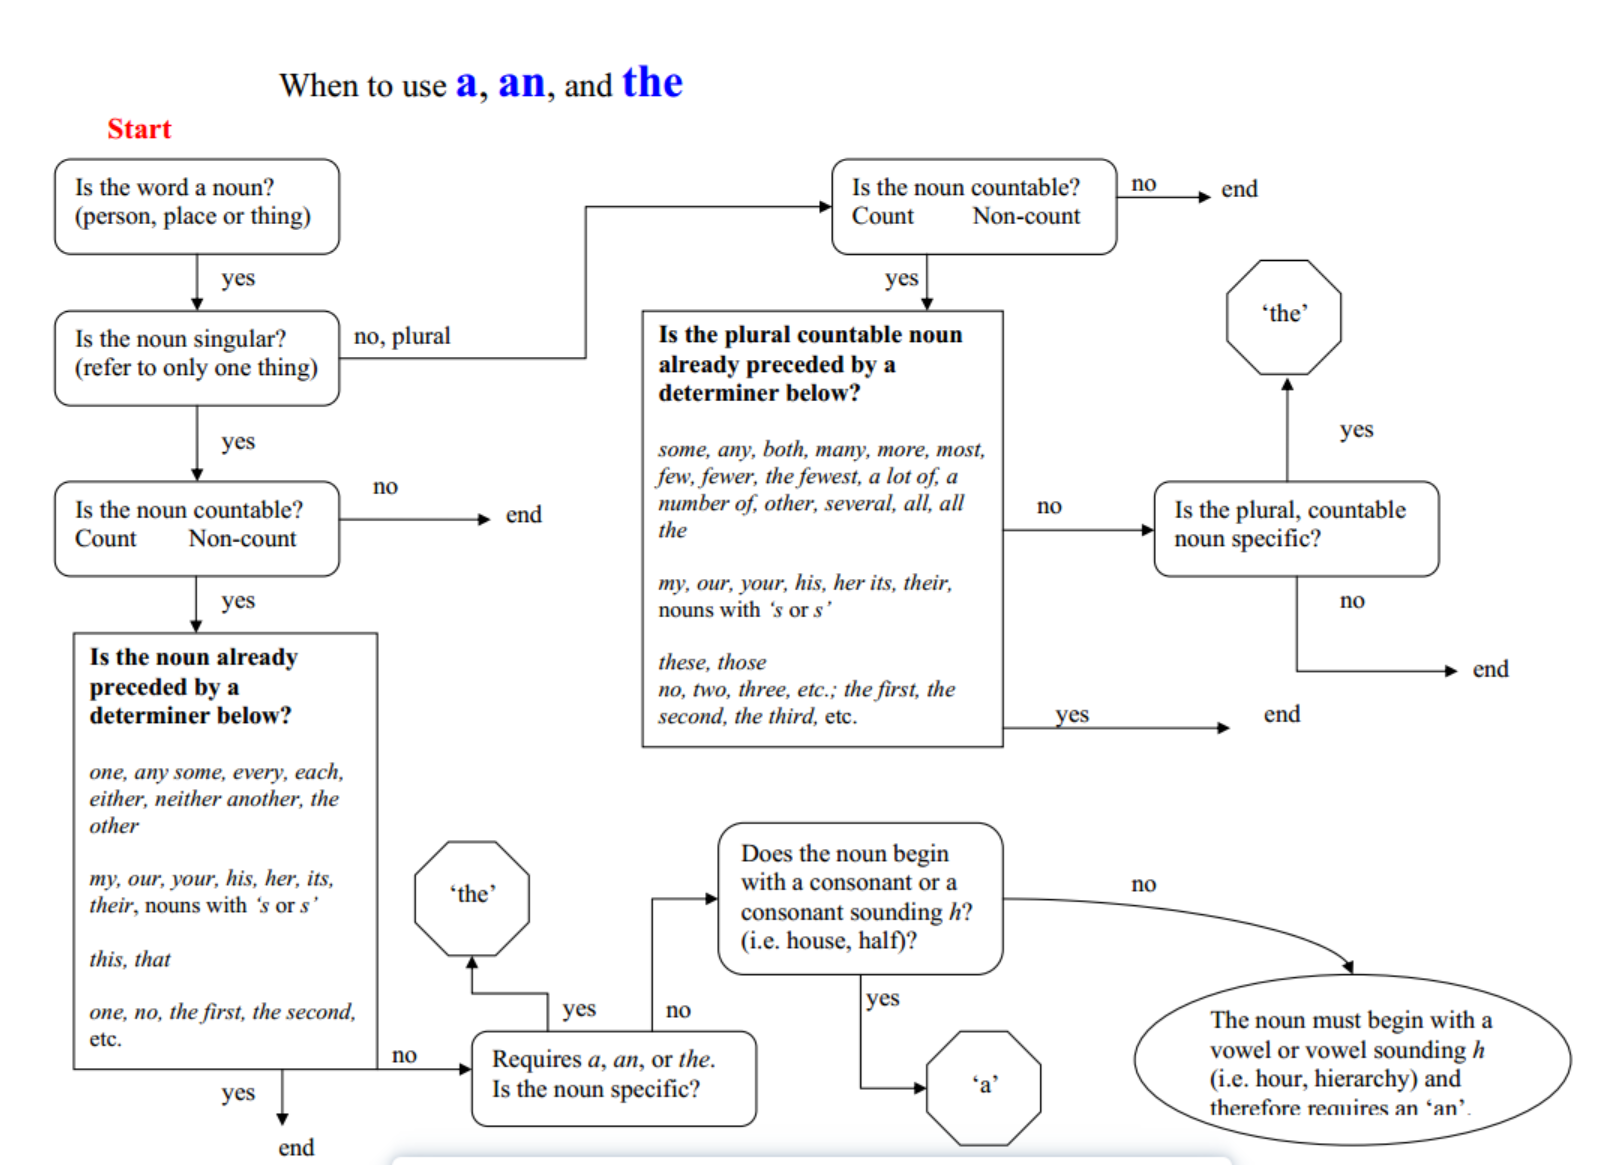 When to use a, an, and the
Start
Is the word a noun?
(person, place or thing)
yes
Is the noun singular?
(refer to only one thing)
no, plural
yes
Is the noun countable?
Count Non-count
no
end
yes
Is the noun already
preceded by a
determiner below?
one, any some, every, each,
either, neither another, the
other
my, our, your, his, her, its,
their, nouns with ‘s or s’
this, that
one, no, the first, the second,
etc.
yes
end
no
Requires a, an, or the.
Is the noun specific?
yes
‘the’
no
Does the noun begin
with a consonant or a
consonant sounding h?
(i.e. house, half)?
yes
‘a’
no
The noun must begin with a
vowel or vowel sounding h
(i.e. hour, hierarchy) and
therefore requires an ‘an’.
Is the noun countable?
Count Non-count
no
end
yes
Is the plural countable noun
already preceded by a
determiner below?
some, any, both, many, more, most,
few, fewer, the fewest, a lot of, a
number of, other, several, all, all
the
my, our, your, his, her its, their,
nouns with ‘s or s’
these, those
no, two, three, etc.; the first, the
second, the third, etc.
yes
end
no
Is the plural, countable
noun specific?
yes
‘the’
no
end